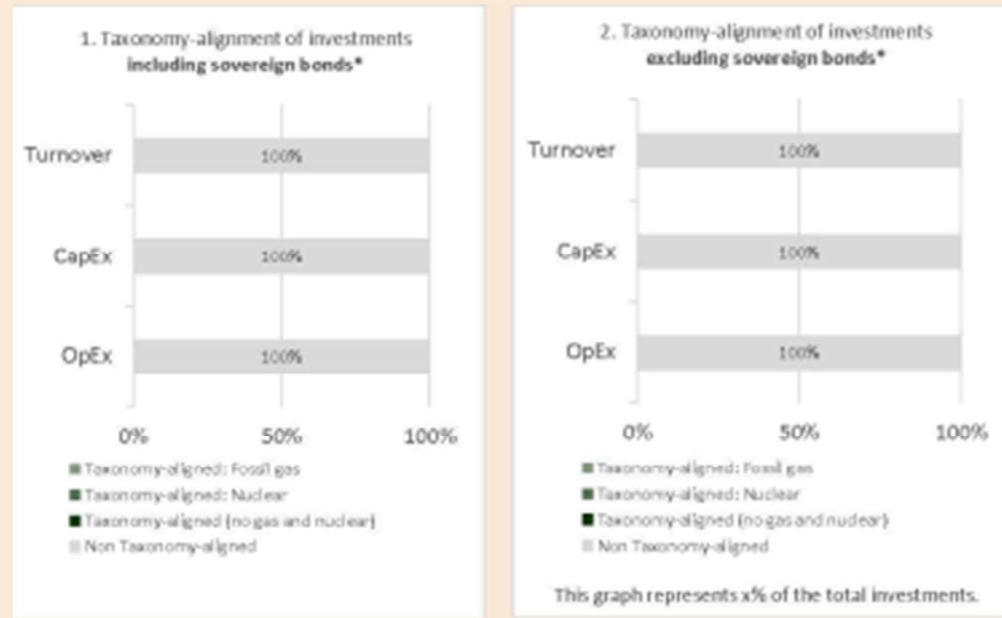 1. Taxonomy-alignment of investments
including sovereign bonds*
Turnover
100%
CapEx
100%
OpEx
100%
0% 50% 100%
Taxonomy-aligned: Fossil gas
Taxonomy-aligned: Nuclear
Taxonomy-aligned (no gas and nuclear)
Non Taxonomy-aligned
2. Taxonomy-alignment of investments
excluding sovereign bonds*
Turnover
100%
CapEx
100%
OpEx
100%
0% 50% 100%
Taxonomy-aligned: Fossil gas
Taxonomy-aligned: Nuclear
Taxonomy-aligned (no gas and nuclear)
Non Taxonomy-aligned
This graph represents x% of the total investments.